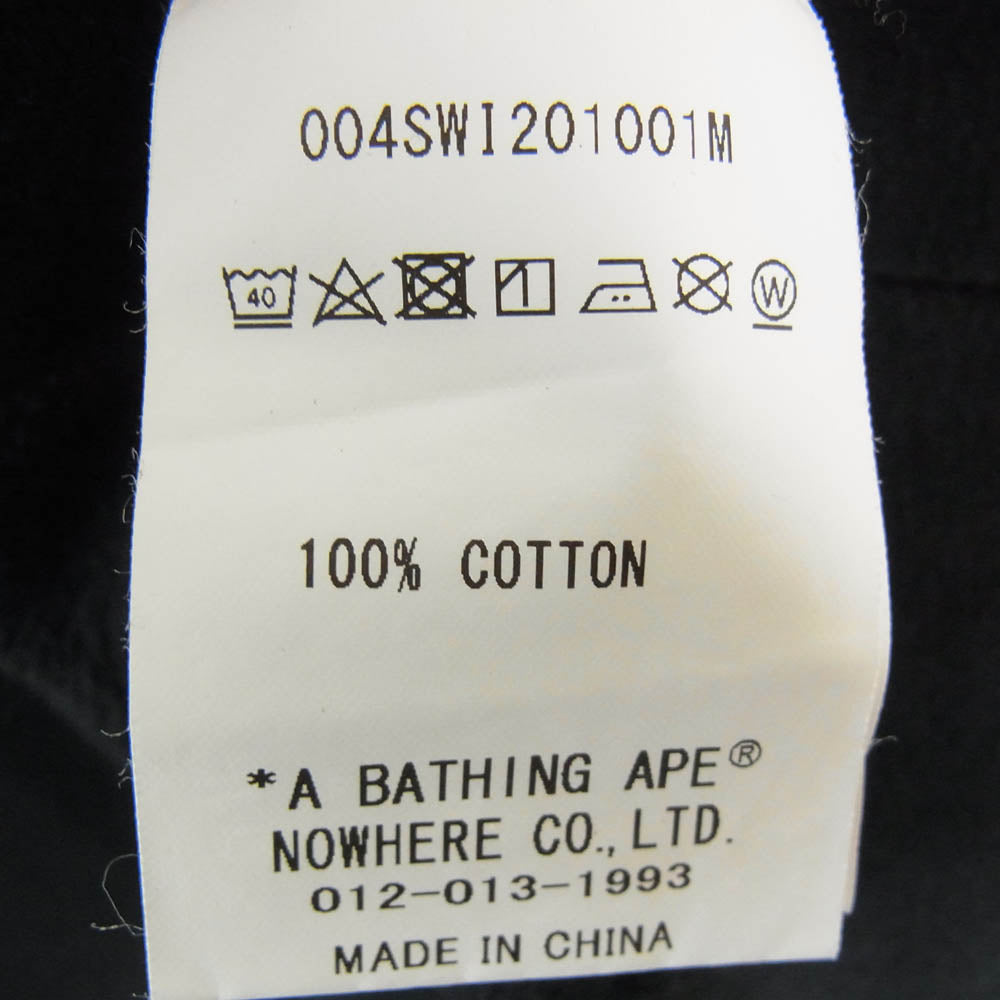 004SWI201001M
40 W
100% COTTON
*A BATHING APE®
NOWHERE CO., LTD.
012-013-1993
MADE IN CHINA